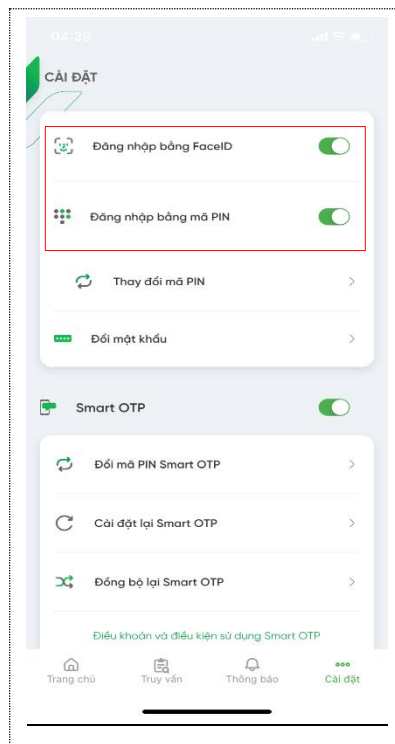 04:39
CÀI ĐẶT
Đăng nhập bằng FaceID
Đăng nhập bằng mã PIN
Thay đổi mã PIN
Đổi mật khẩu
Smart OTP
Đổi mã PIN Smart OTP
Cài đặt lại Smart OTP
Đồng bộ lại Smart OTP
Điều khoản và điều kiện sử dụng Smart OTP
Trang chủ Truy vấn Thông báo Cài đặt